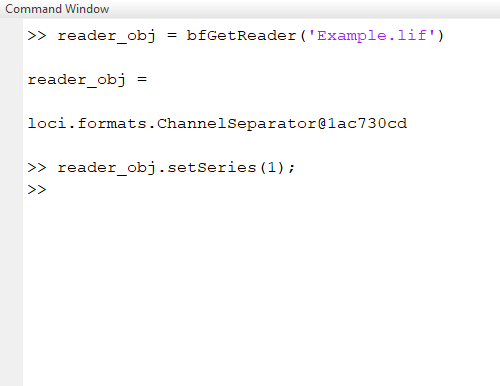 Command Window
>> reader_obj = bfGetReader('Example.lif')
reader_obj =
loci.formats.ChannelSeparator@1ac730cd
>> reader_obj.setSeries(1);
>>